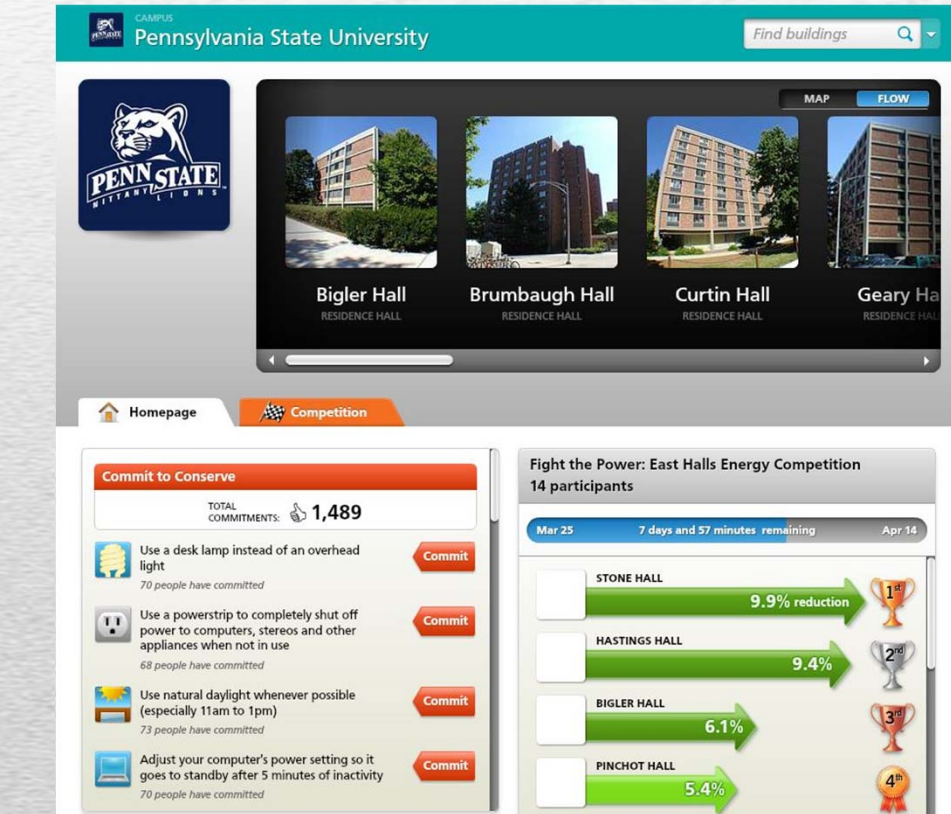 CAMPUS
Pennsylvania State University
Find buildings
PENN STATE
PENN STATE
NITTANY LIONS
MAP FLOW
Bigler Hall
RESIDENCE HALL
Brumbaugh Hall
RESIDENCE HALL
Curtin Hall
RESIDENCE HALL
Geary Ha
RESIDENCE HAL
Homepage
Competition
Commit to Conserve
TOTAL
COMMITMENTS: 1,489
Use a desk lamp instead of an overhead
light
70 people have committed
Commit
Use a powerstrip to completely shut off
power to computers, stereos and other
appliances when not in use
68 people have committed
Commit
Use natural daylight whenever possible
(especially 11am to 1pm)
73 people have committed
Commit
Adjust your computer's power setting so it
goes to standby after 5 minutes of inactivity
70 people have committed
Commit
Fight the Power: East Halls Energy Competition
14 participants
Mar 25 7 days and 57 minutes remaining Apr 14
STONE HALL
9.9% reduction
1st
HASTINGS HALL
9.4%
2nd
BIGLER HALL
6.1%
3rd
PINCHOT HALL
5.4%
4th